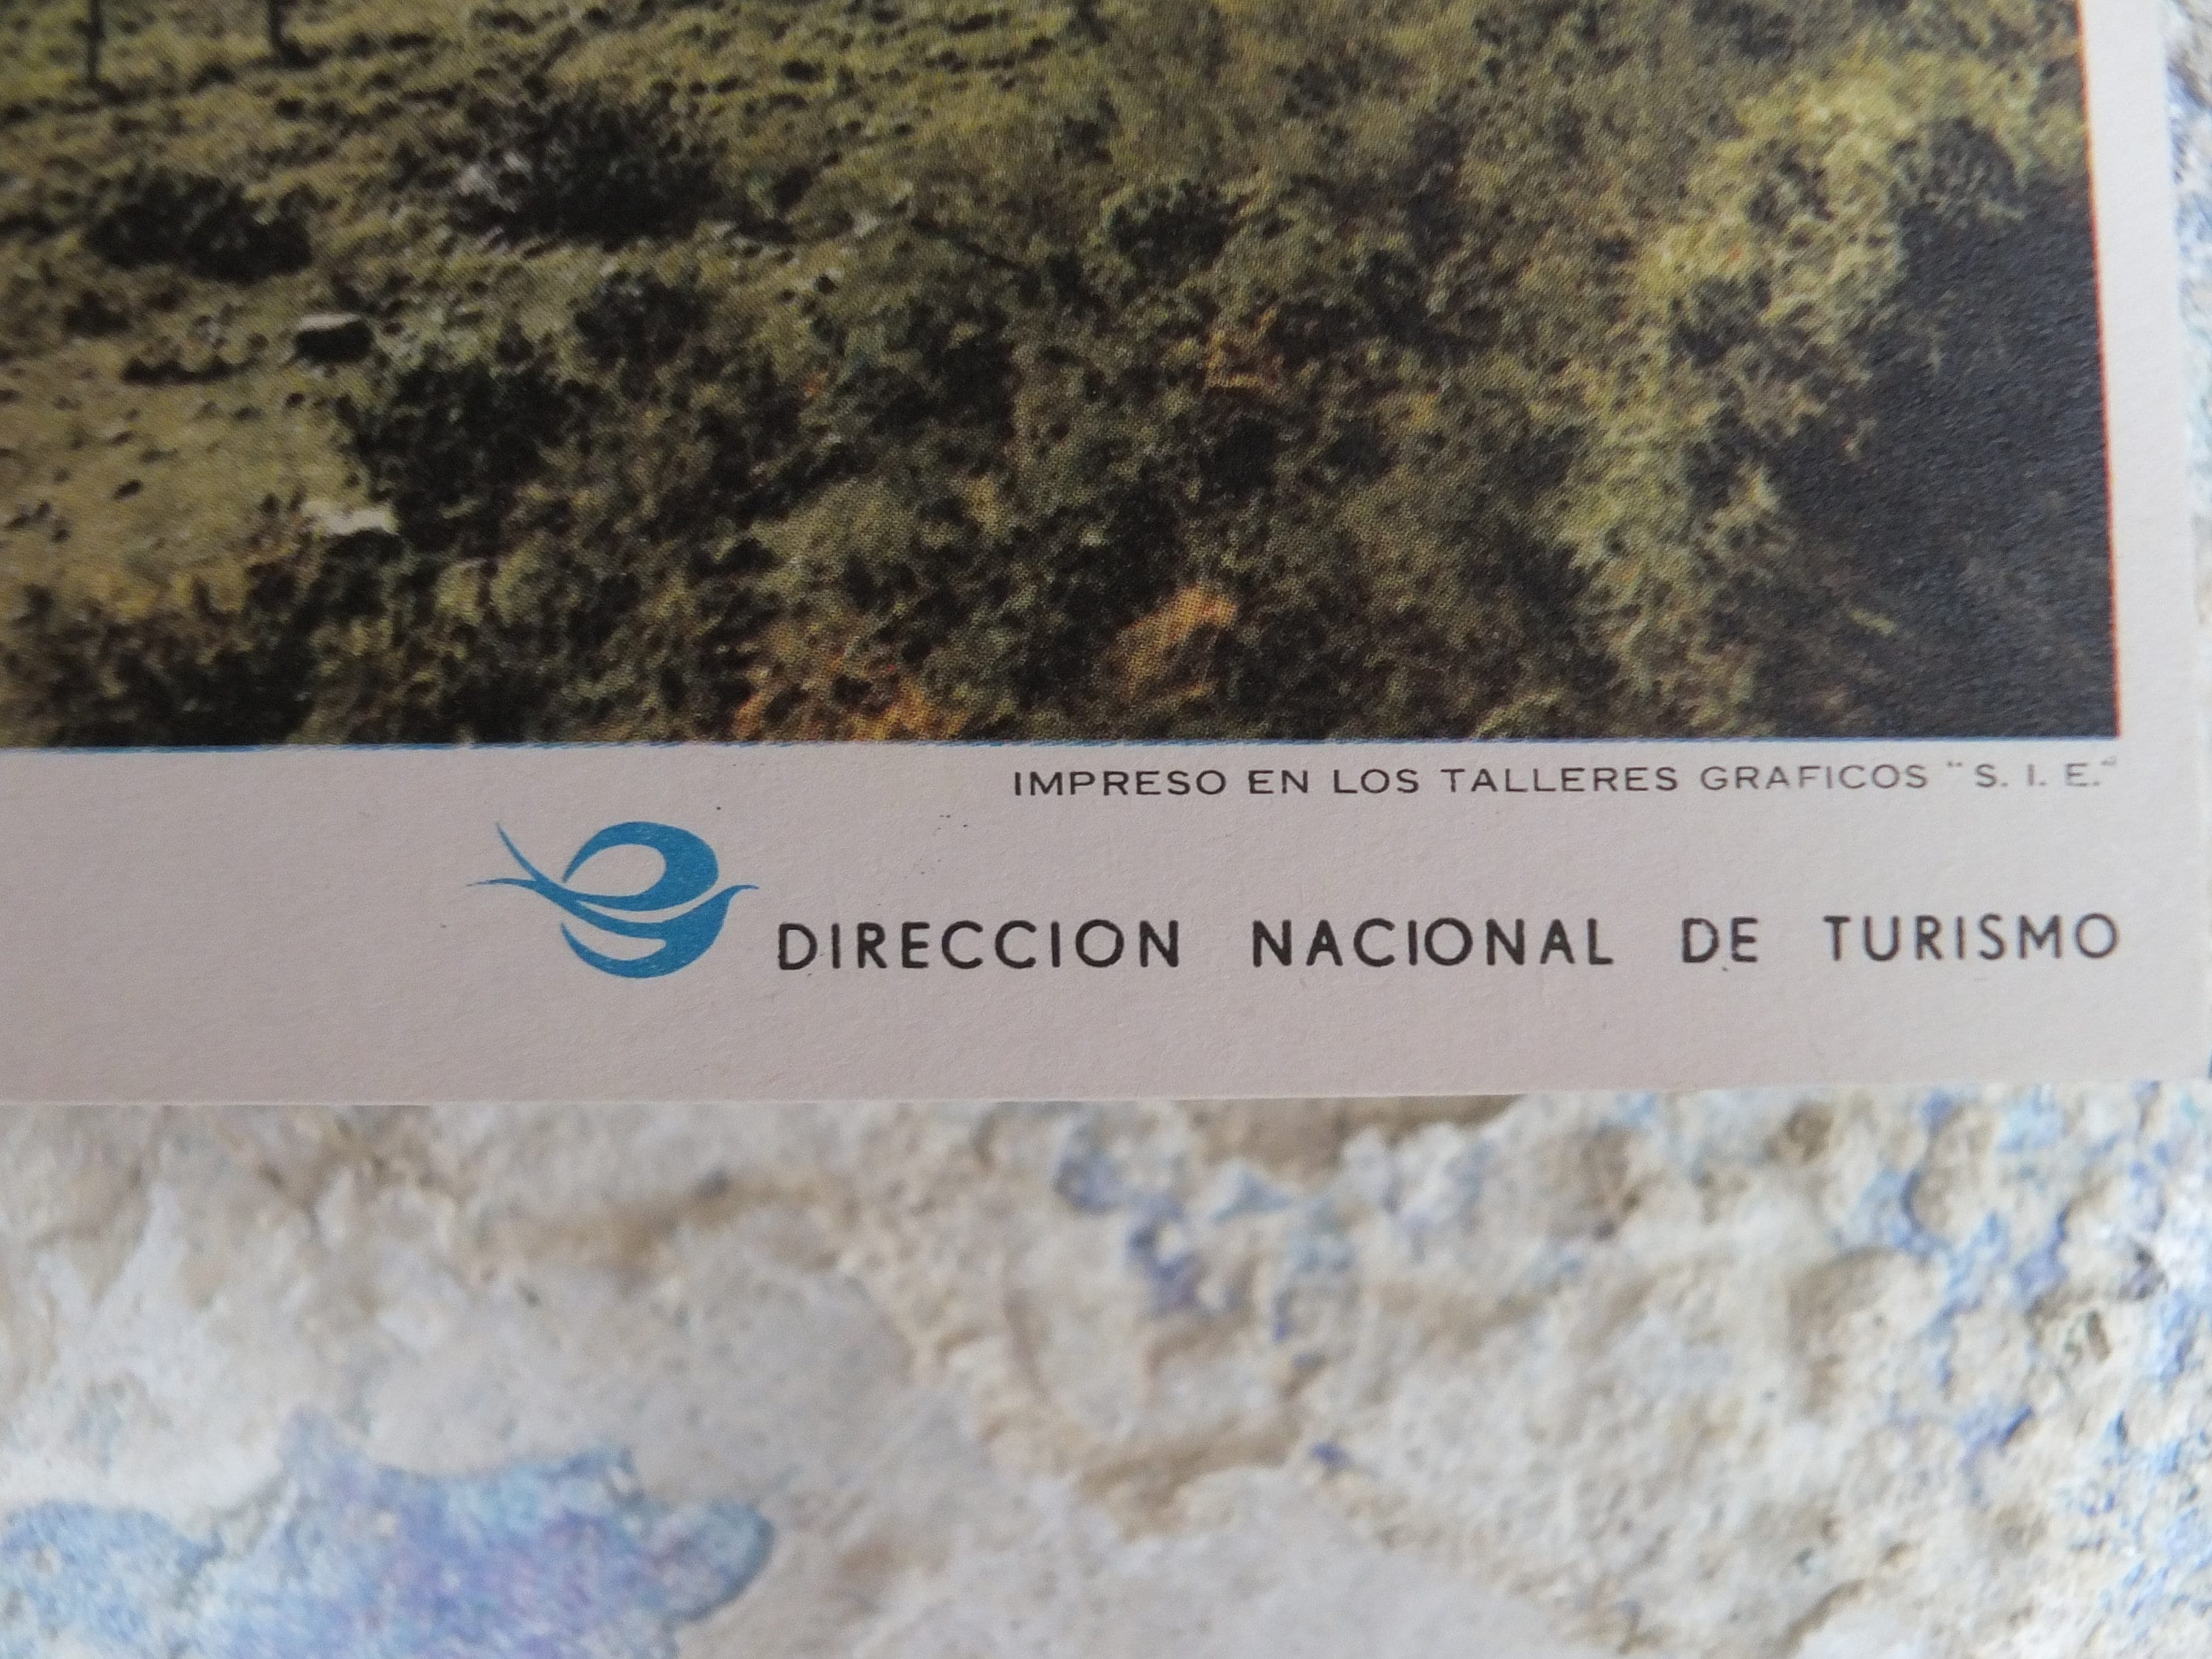 IMPRESO EN LOS TALLERES GRAFICOS "S. I. E."
DIRECCION NACIONAL DE TURISMO